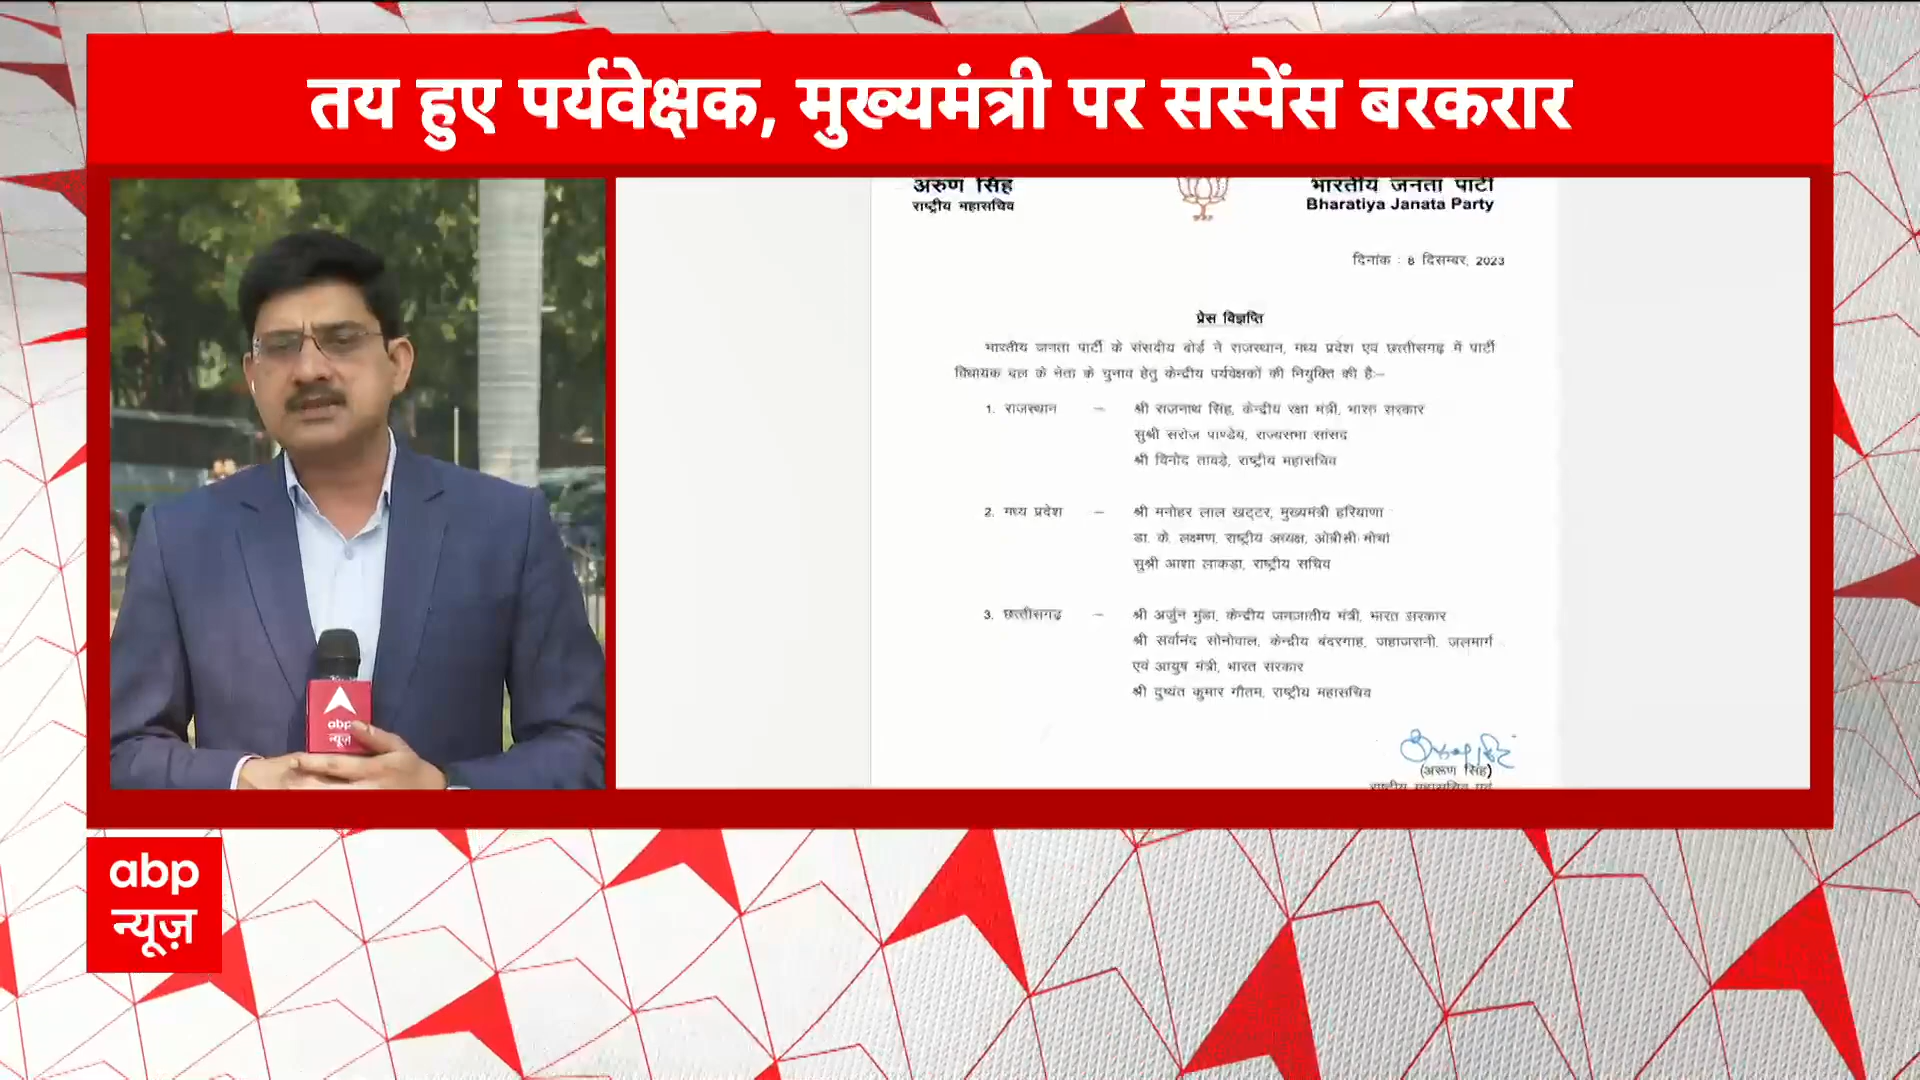 तय हुए पर्यवेक्षक, मुख्यमंत्री पर सस्पेंस बरकरार
अरुण सिंह
राष्ट्रीय महासचिव
भारतीय जनता पार्टी
Bharatiya Janata Party
दिनांक : 8 दिसम्बर, 2023
प्रेस विज्ञप्ति
भारतीय जनता पार्टी के संसदीय बोर्ड ने राजस्थान, मध्य प्रदेश एवं छत्तीसगढ़ में पार्टी
विधायक दल के नेता के चुनाव हेतु केन्द्रीय पर्यवेक्षकों की नियुक्ति की है:–
1. राजस्थान – श्री राजनाथ सिंह, केन्द्रीय रक्षा मंत्री, भारत सरकार
सुश्री सरोज पाण्डेय, राज्यसभा सांसद
श्री विनोद तावड़े, राष्ट्रीय महासचिव
2. मध्य प्रदेश – श्री मनोहर लाल खट्टर, मुख्यमंत्री हरियाणा
डा. के. लक्ष्मण, राष्ट्रीय अध्यक्ष, ओबीसी मोर्चा
सुश्री आशा लाकड़ा, राष्ट्रीय सचिव
3. छत्तीसगढ़ – श्री अर्जुन मुंडा, केन्द्रीय जनजातीय मंत्री, भारत सरकार
श्री सर्वानंद सोनोवाल, केन्द्रीय बंदरगाह, जहाजरानी, जलमार्ग
एवं आयुष मंत्री, भारत सरकार
श्री दुष्यंत कुमार गौतम, राष्ट्रीय महासचिव
(अरूण सिंह)
राष्ट्रीय महासचिव एवं
abp
न्यूज़
abp
न्यूज़